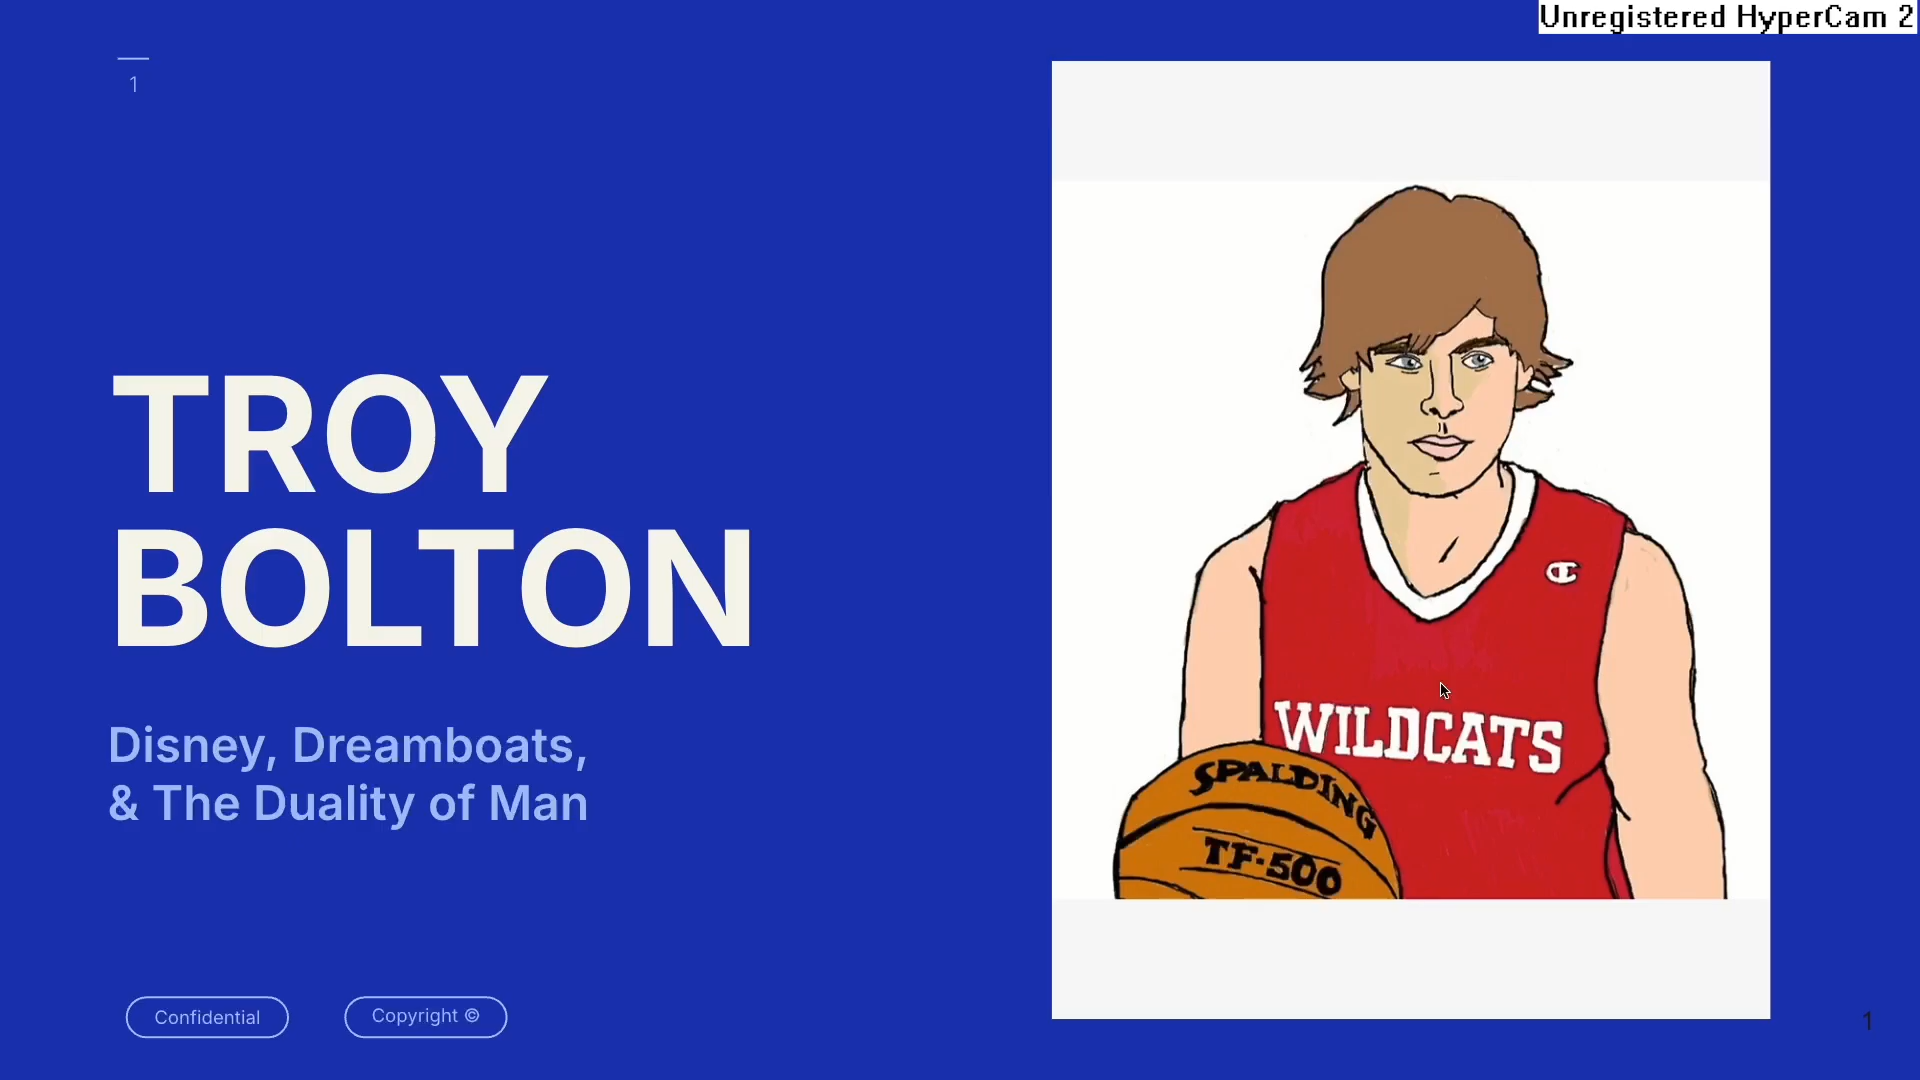 Unregistered HyperCam 2
1
TROY
BOLTON
Disney, Dreamboats,
& The Duality of Man
WILDCATS
SPALDING
TF-500
Confidential
Copyright ©
1